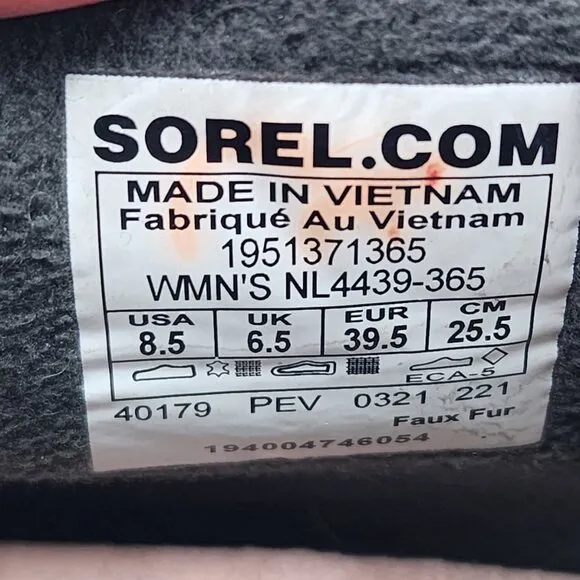 SOREL.COM
MADE IN VIETNAM
Fabriqué Au Vietnam
1951371365
WMN'S NL4439-365
USA UK EUR CM
8.5 6.5 39.5 25.5
ECA-5
40179 PEV 0321 221
Faux Fur
194004746054